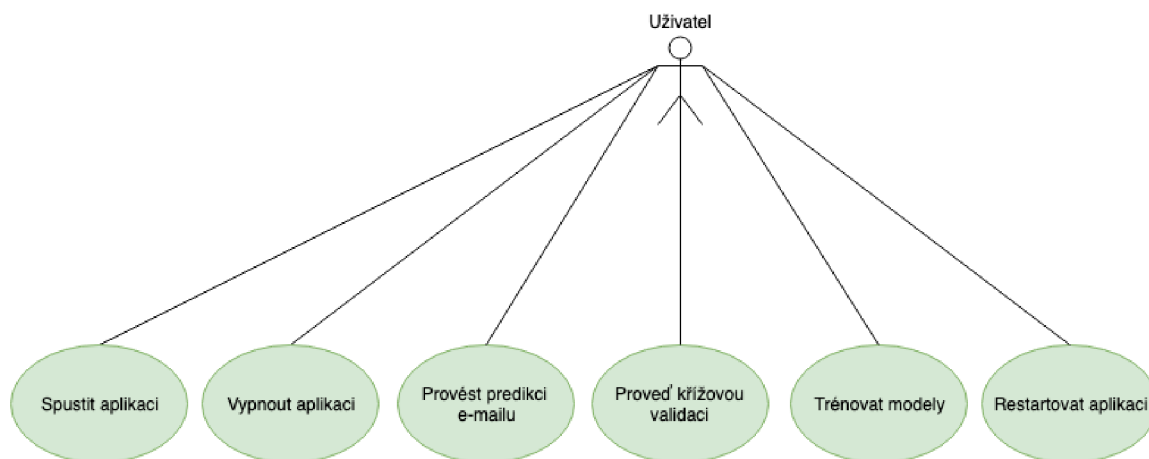 Uživatel
Spustit aplikaci
Vypnout aplikaci
Provést predikci
e-mailu
Proveď křížovou
validaci
Trénovat modely
Restartovat aplikaci